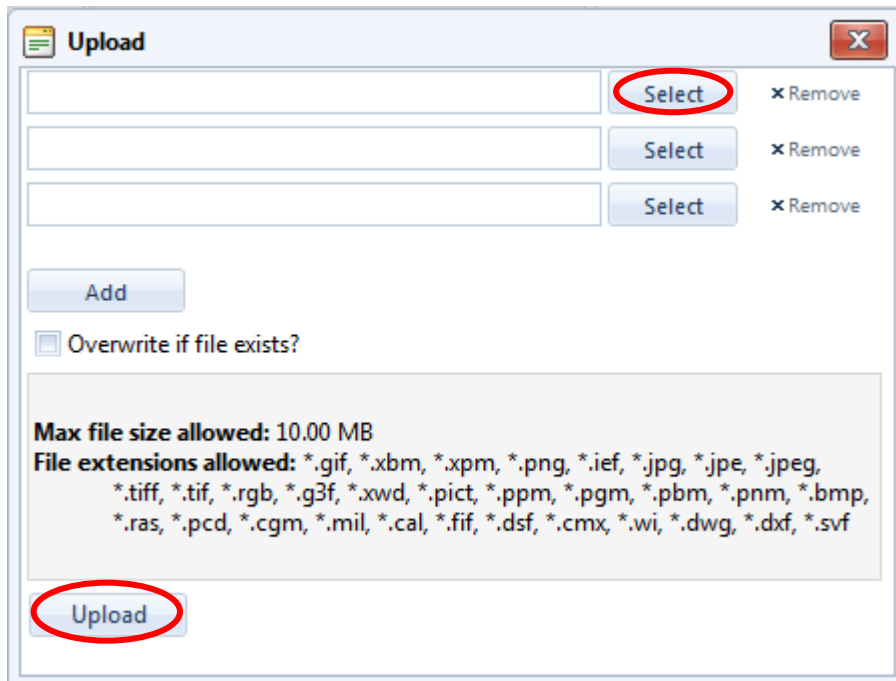 Upload
Select × Remove
Select × Remove
Select × Remove
Add
Overwrite if file exists?
Max file size allowed: 10.00 MB
File extensions allowed: *.gif, *.xbm, *.xpm, *.png, *.ief, *.jpg, *.jpe, *.jpeg,
*.tiff, *.tif, *.rgb, *.g3f, *.xwd, *.pict, *.ppm, *.pgm, *.pbm, *.pnm, *.bmp,
*.ras, *.pcd, *.cgm, *.mil, *.cal, *.fif, *.dsf, *.cmx, *.wi, *.dwg, *.dxf, *.svf
Upload